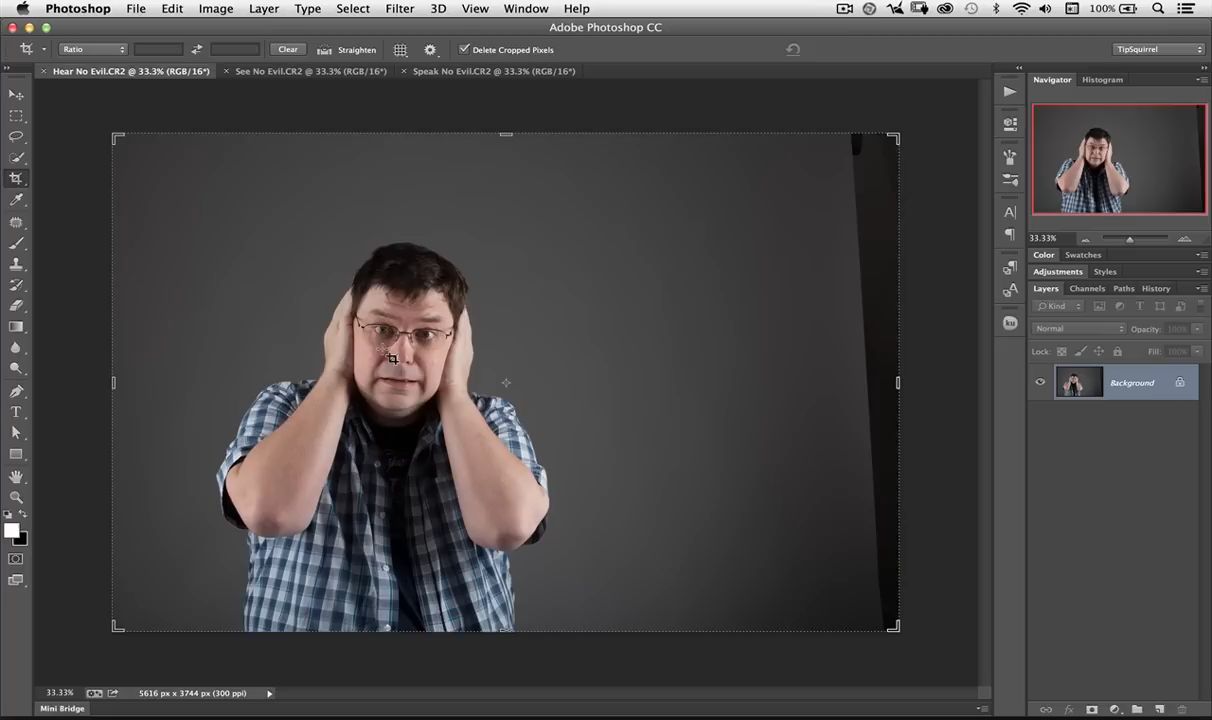 Photoshop File Edit Image Layer Type Select Filter 3D View Window Help 100%
Adobe Photoshop CC
Ratio Clear Straighten Delete Cropped Pixels TipSquirrel
Hear No Evil.CR2 @ 33.3% (RGB/16*) See No Evil.CR2 @ 33.3% (RGB/16*) Speak No Evil.CR2 @ 33.3% (RGB/16*)
Navigator Histogram
33.33%
Color Swatches
Adjustments Styles
Layers Channels Paths History
Kind
Normal Opacity: 100%
Lock: Fill: 100%
Background
33.33% 5616 px x 3744 px (300 ppi)
Mini Bridge